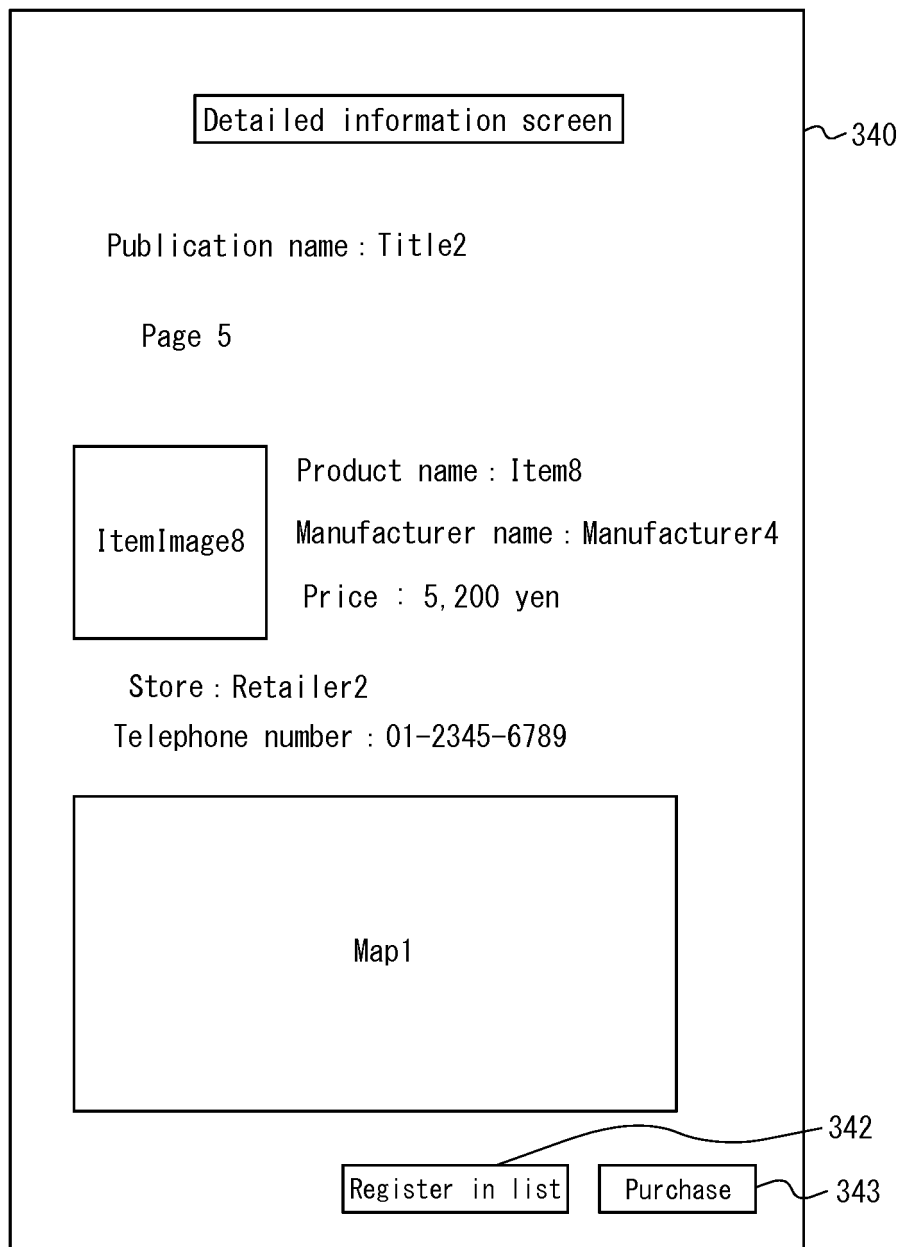 Detailed information screen
340
Publication name : Title2
Page 5
Product name : Item8
ItemImage8
Manufacturer name : Manufacturer4
Price : 5,200 yen
Store : Retailer2
Telephone number : 01-2345-6789
Map1
342
Register in list
Purchase
343